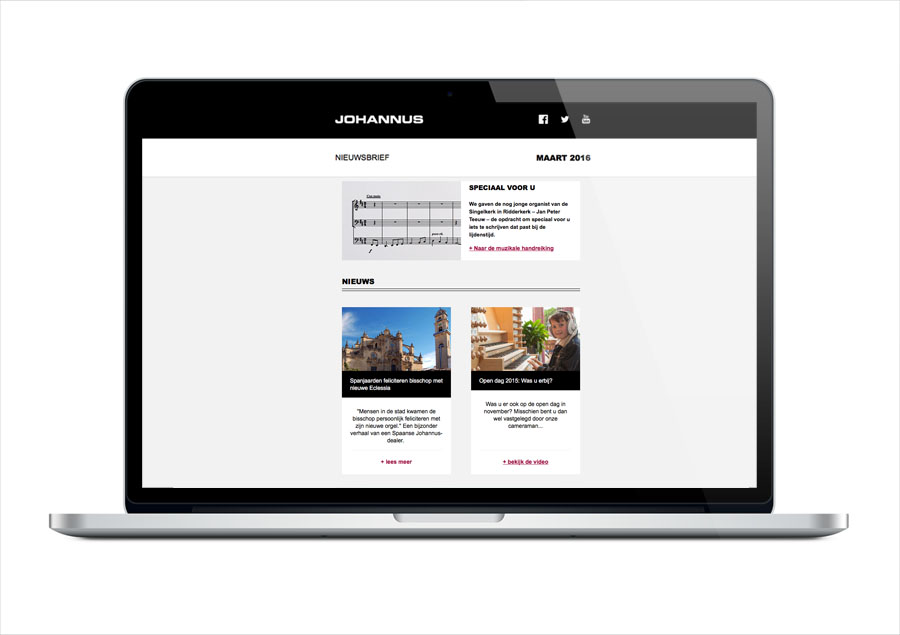 JOHANNUS
NIEUWSBRIEF
MAART 2016
SPECIAAL VOOR U
We gaven de nog jonge organist van de
Singelkerk in Ridderkerk – Jan Peter
Teeuw – de opdracht om speciaal voor u
iets te schrijven dat past bij de
lijdenstijd.
+ Naar de muzikale handreiking
NIEUWS
Spanjaarden feliciteren bisschop met
nieuwe Eclessia
"Mensen in de stad kwamen de
bisschop persoonlijk feliciteren met
zijn nieuwe orgel." Een bijzonder
verhaal van een Spaanse Johannus-
dealer.
+ lees meer
Open dag 2015: Was u erbij?
Was u er ook op de open dag in
november? Misschien bent u dan
wel vastgelegd door onze
cameraman...
+ bekijk de video